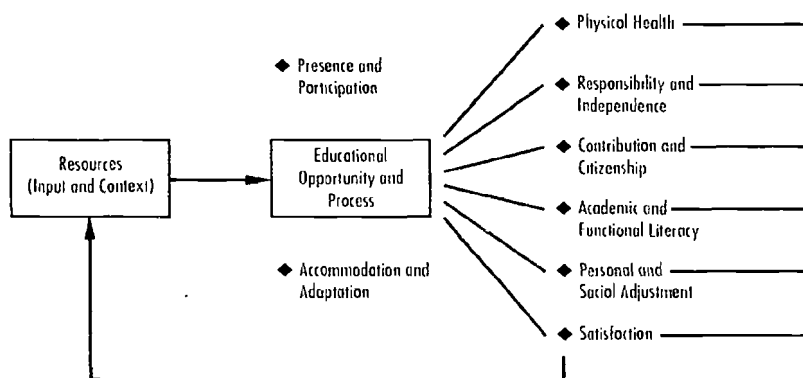 ◆ Physical Health
◆ Presence and
Participation
◆ Responsibility and
Independence
Resources
(Input and Context)
Educational
Opportunity and
Process
◆ Contribution and
Citizenship
◆ Academic and
Functional Literacy
◆ Accommodation and
Adaptation
◆ Personal and
Social Adjustment
◆ Satisfaction